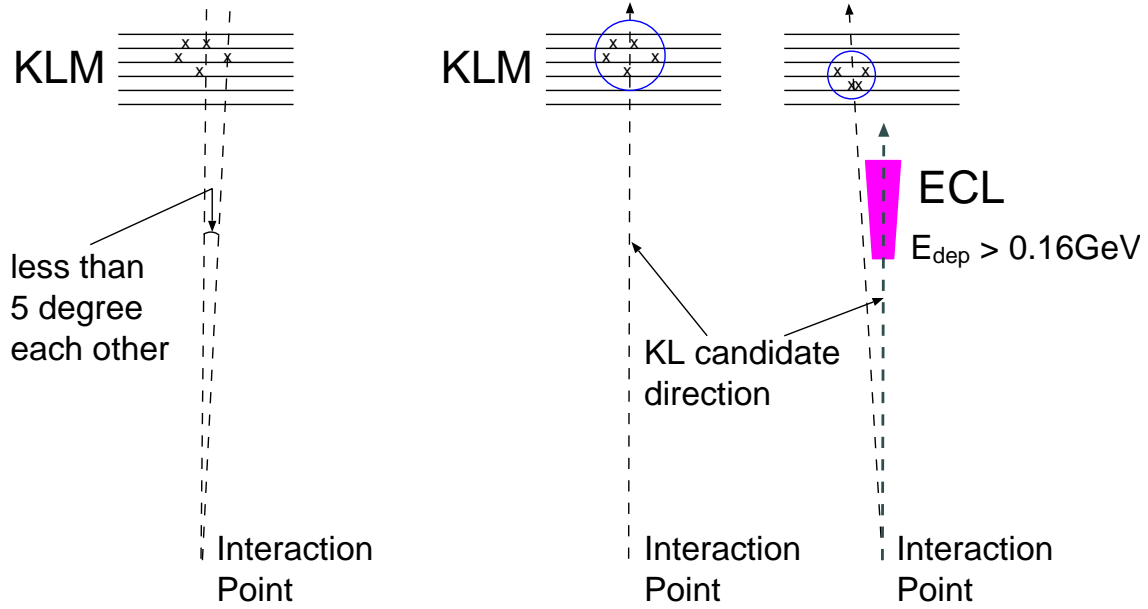 KLM
less than
5 degree
each other
Interaction
Point
KLM
KL candidate
direction
Interaction
Point
ECL
E_dep > 0.16GeV
Interaction
Point